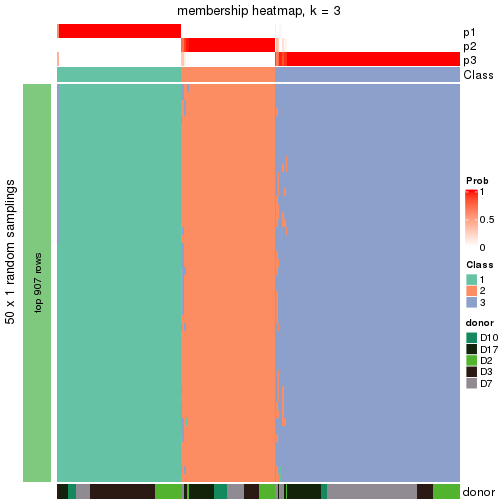 membership heatmap, k = 3
p1
p2
p3
Class
50 x 1 random samplings
top 907 rows
Prob
1
0.5
0
Class
1
2
3
donor
D10
D17
D2
D3
D7
donor